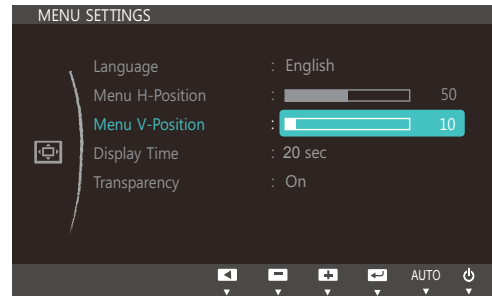 MENU SETTINGS
Language : English
Menu H-Position : 50
Menu V-Position : 10
Display Time : 20 sec
Transparency : On
AUTO